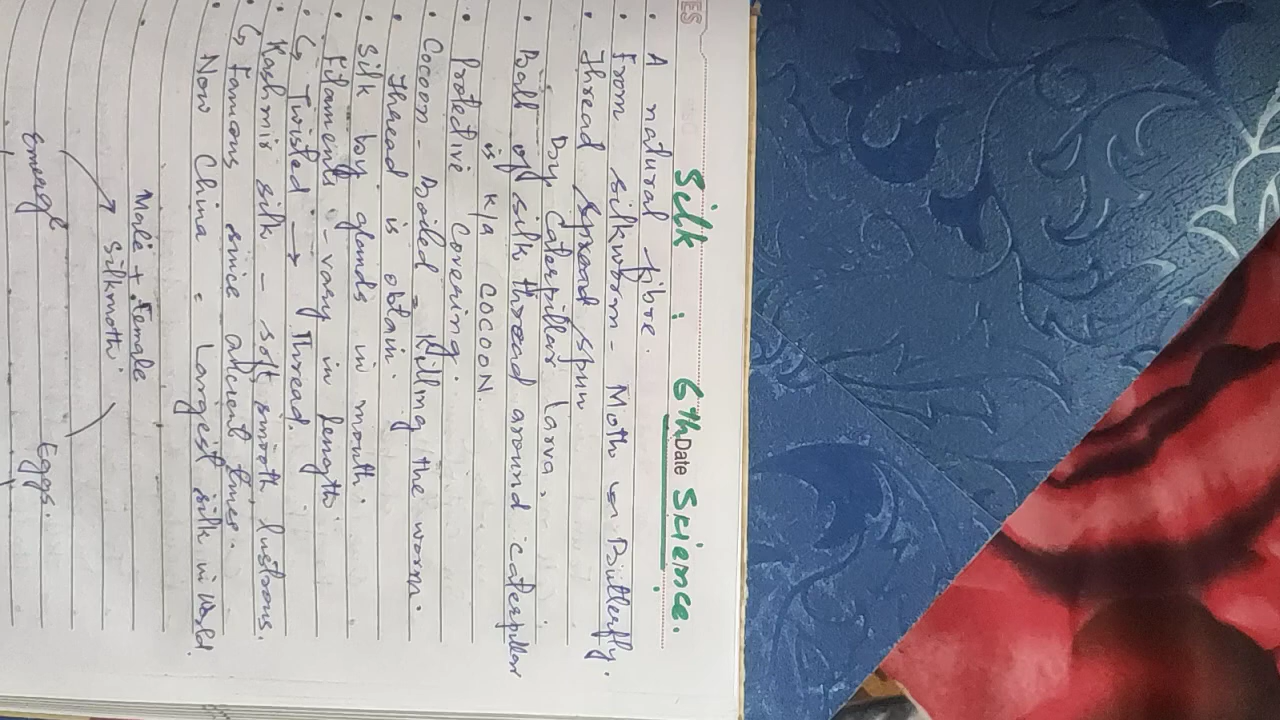 ES
Date
Silk : 6th Science.
• A natural fibre.
• From silkworm - Moth Butterfly.
• Thread spun
By Caterpillar larva,
• Ball of silk thread around caterpillar
is k/a COCOON.
• Protective Covering.
• Cocoon - Boiled = Killing the worm.
Thread is obtain.
• Silk by glands in mouth.
• Filaments - vary in length.
• ↳ Twisted → Thread.
• Kashmir silk - soft, smooth lustrous.
• ↳ Famous since ancient times.
• Now China = Largest silk in World.
Male + Female
Silkmoth
Emerge
Eggs.